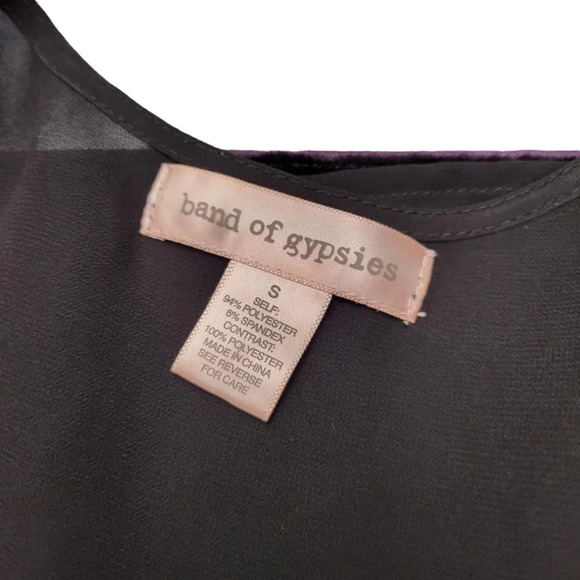 band of gypsies
S
SELF:
94% POLYESTER
6% SPANDEX
CONTRAST:
100% POLYESTER
MADE IN CHINA
SEE REVERSE
FOR CARE